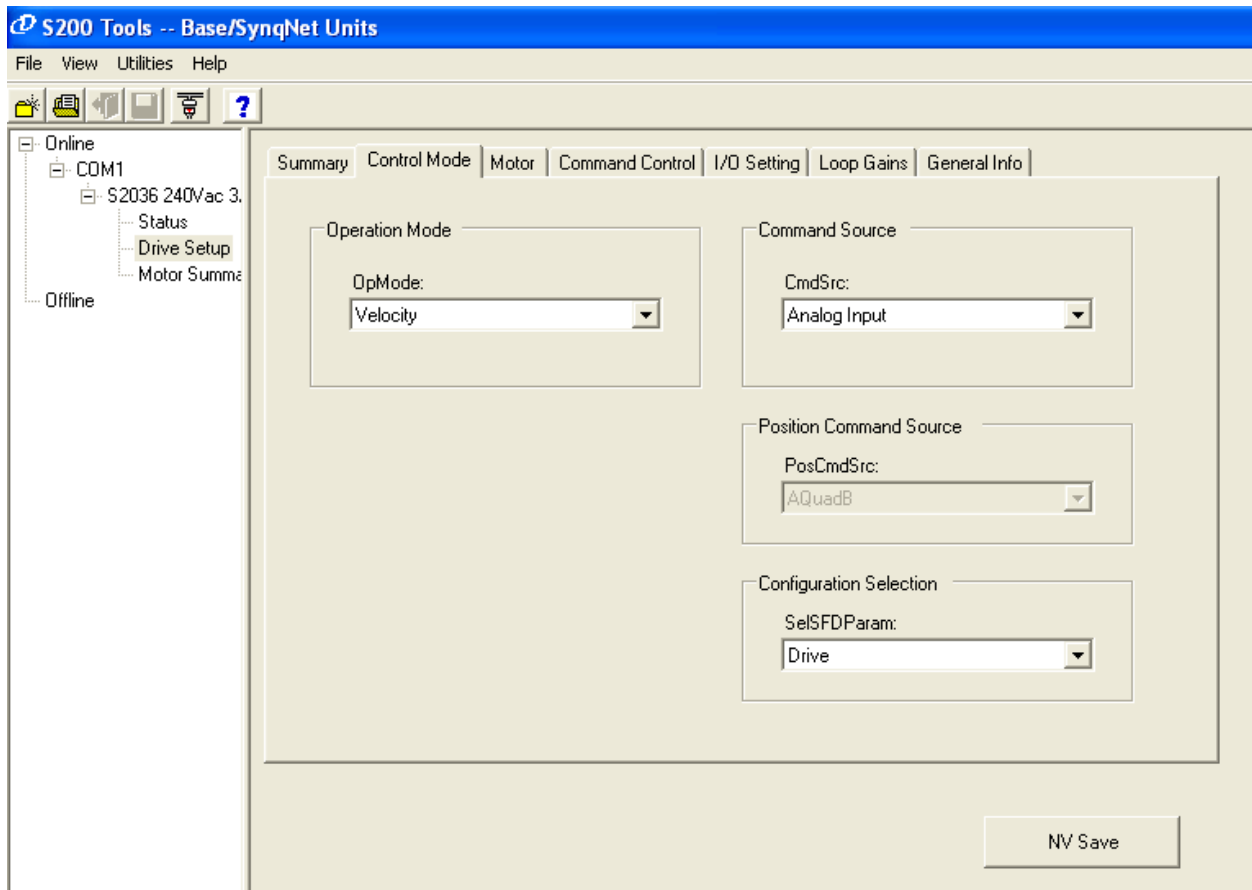 S200 Tools -- Base/SynqNet Units
File View Utilities Help
?
Online
COM1
S2036 240Vac 3.
Status
Drive Setup
Motor Summa
Offline
Summary Control Mode Motor Command Control I/O Setting Loop Gains General Info
Operation Mode
OpMode:
Velocity
Command Source
CmdSrc:
Analog Input
Position Command Source
PosCmdSrc:
AQuadB
Configuration Selection
SelSFDParam:
Drive
NV Save